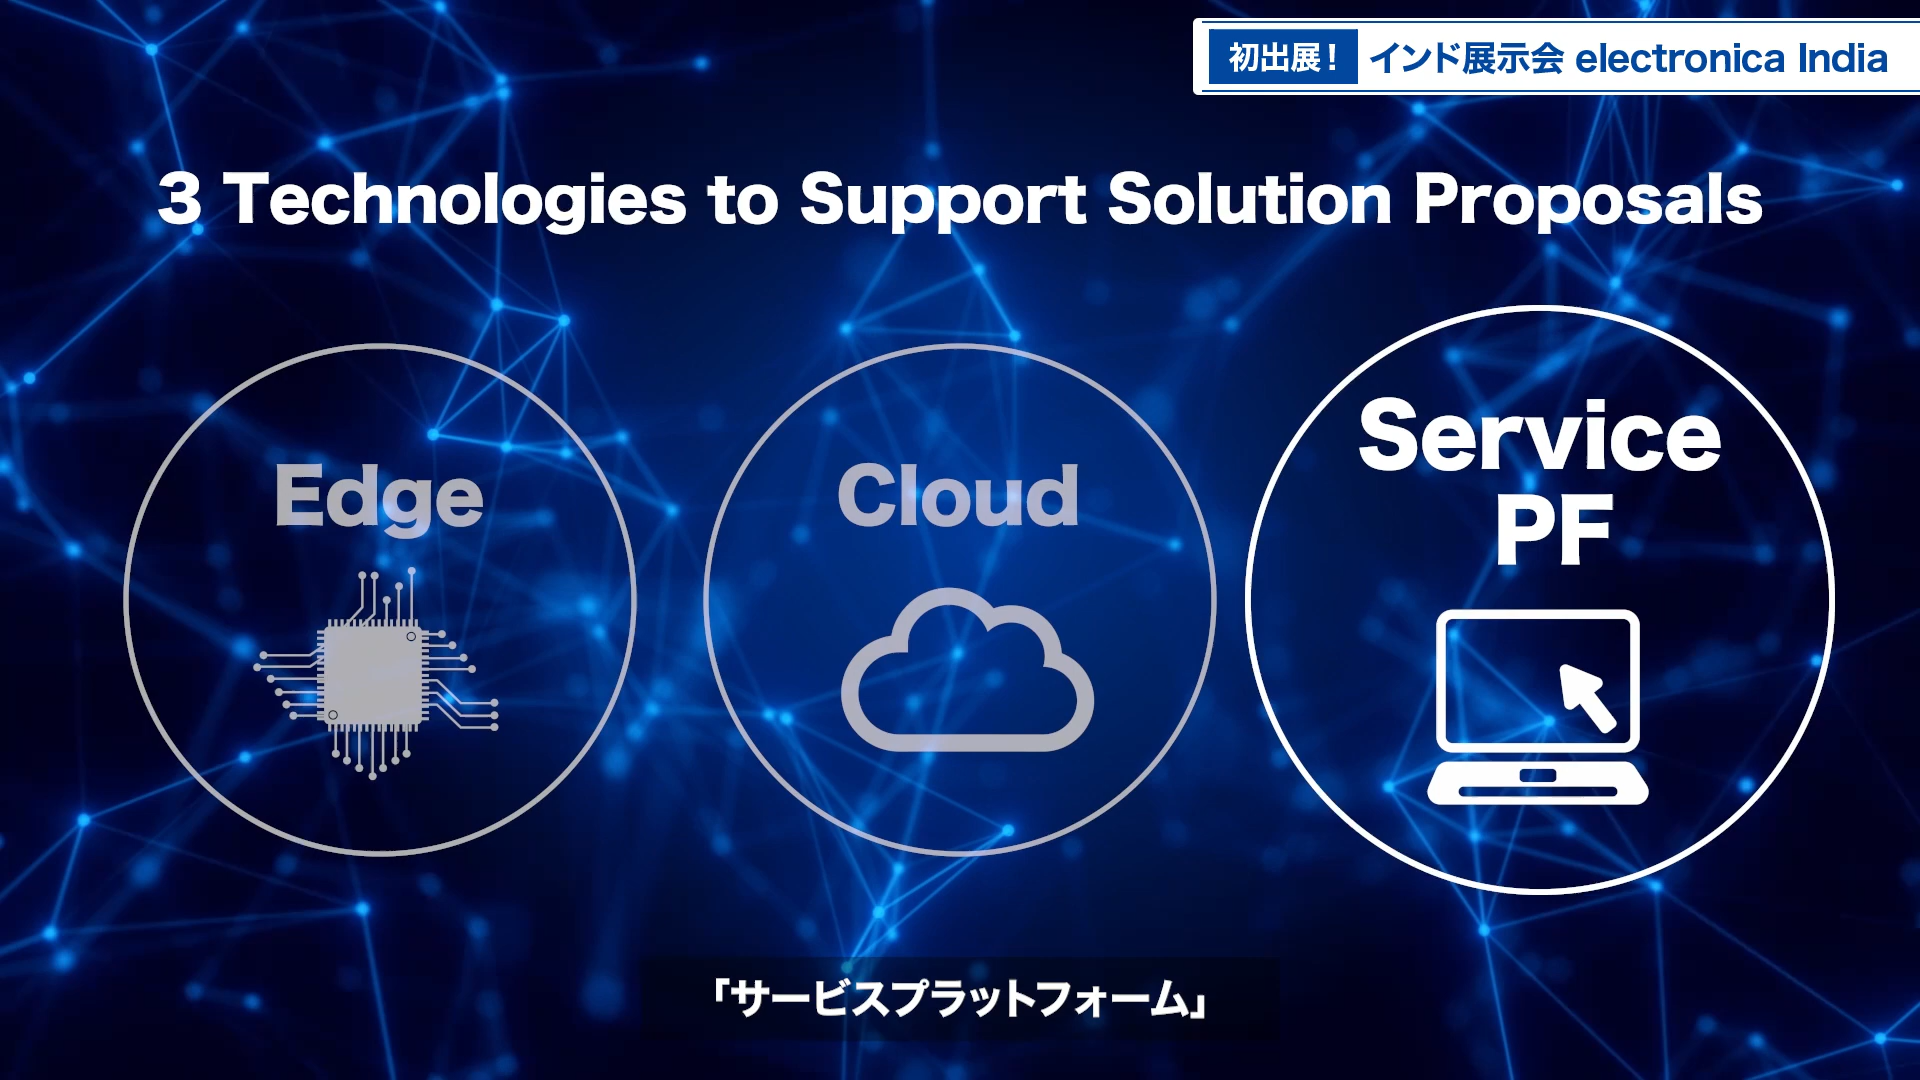 初出展！ インド展示会 electronica India
3 Technologies to Support Solution Proposals
Edge
Cloud
Service
PF
「サービスプラットフォーム」